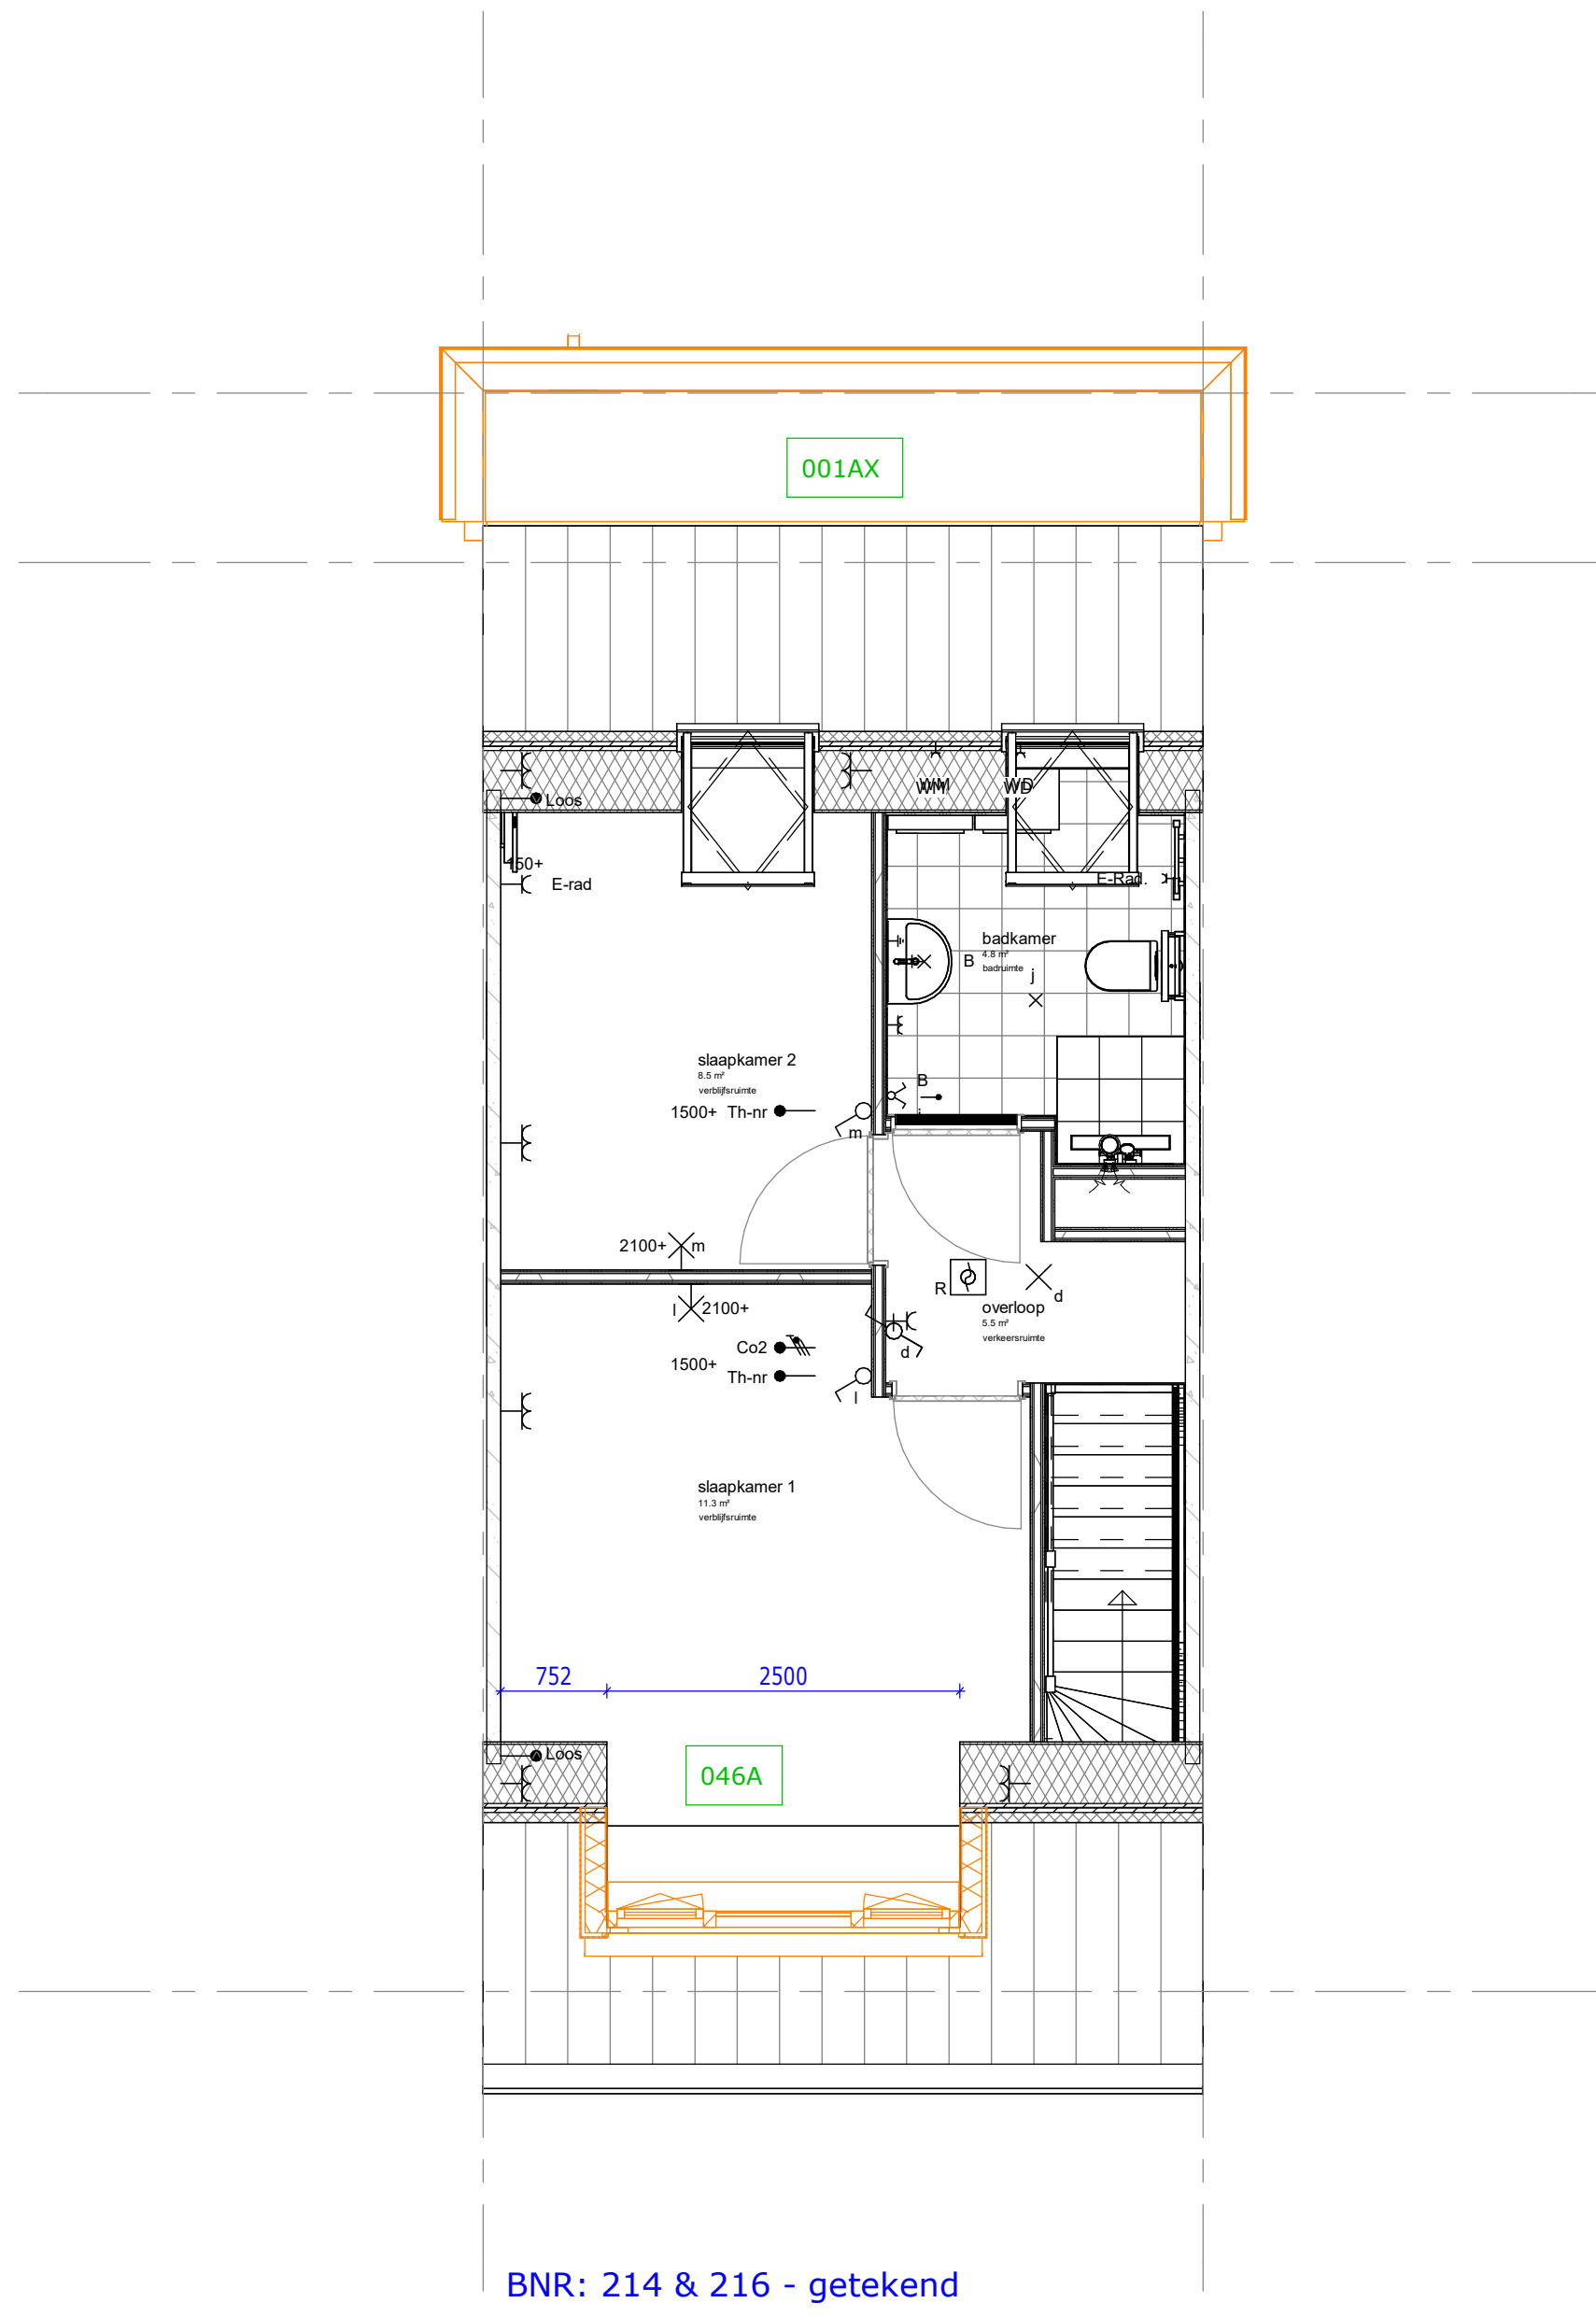 001AX
WM
WD
Loos
150+
E-rad
E-Rad.
badkamer
4.8 m²
badruimte
B
j
slaapkamer 2
8.5 m²
verblijfsruimte
B
1500+ Th-nr
m
2100+ m
R
d
overloop
5.5 m²
verkeersruimte
l 2100+
Co2
d
1500+
Th-nr
l
slaapkamer 1
11.3 m²
verblijfsruimte
752
2500
Loos
046A
BNR: 214 & 216 - getekend